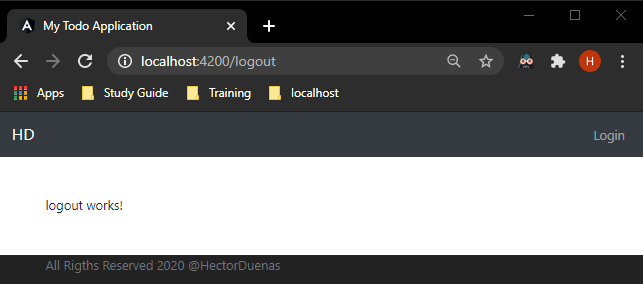 My Todo Application
localhost:4200/logout
H
Apps Study Guide Training localhost
HD Login
logout works!
All Rigths Reserved 2020 @HectorDuenas